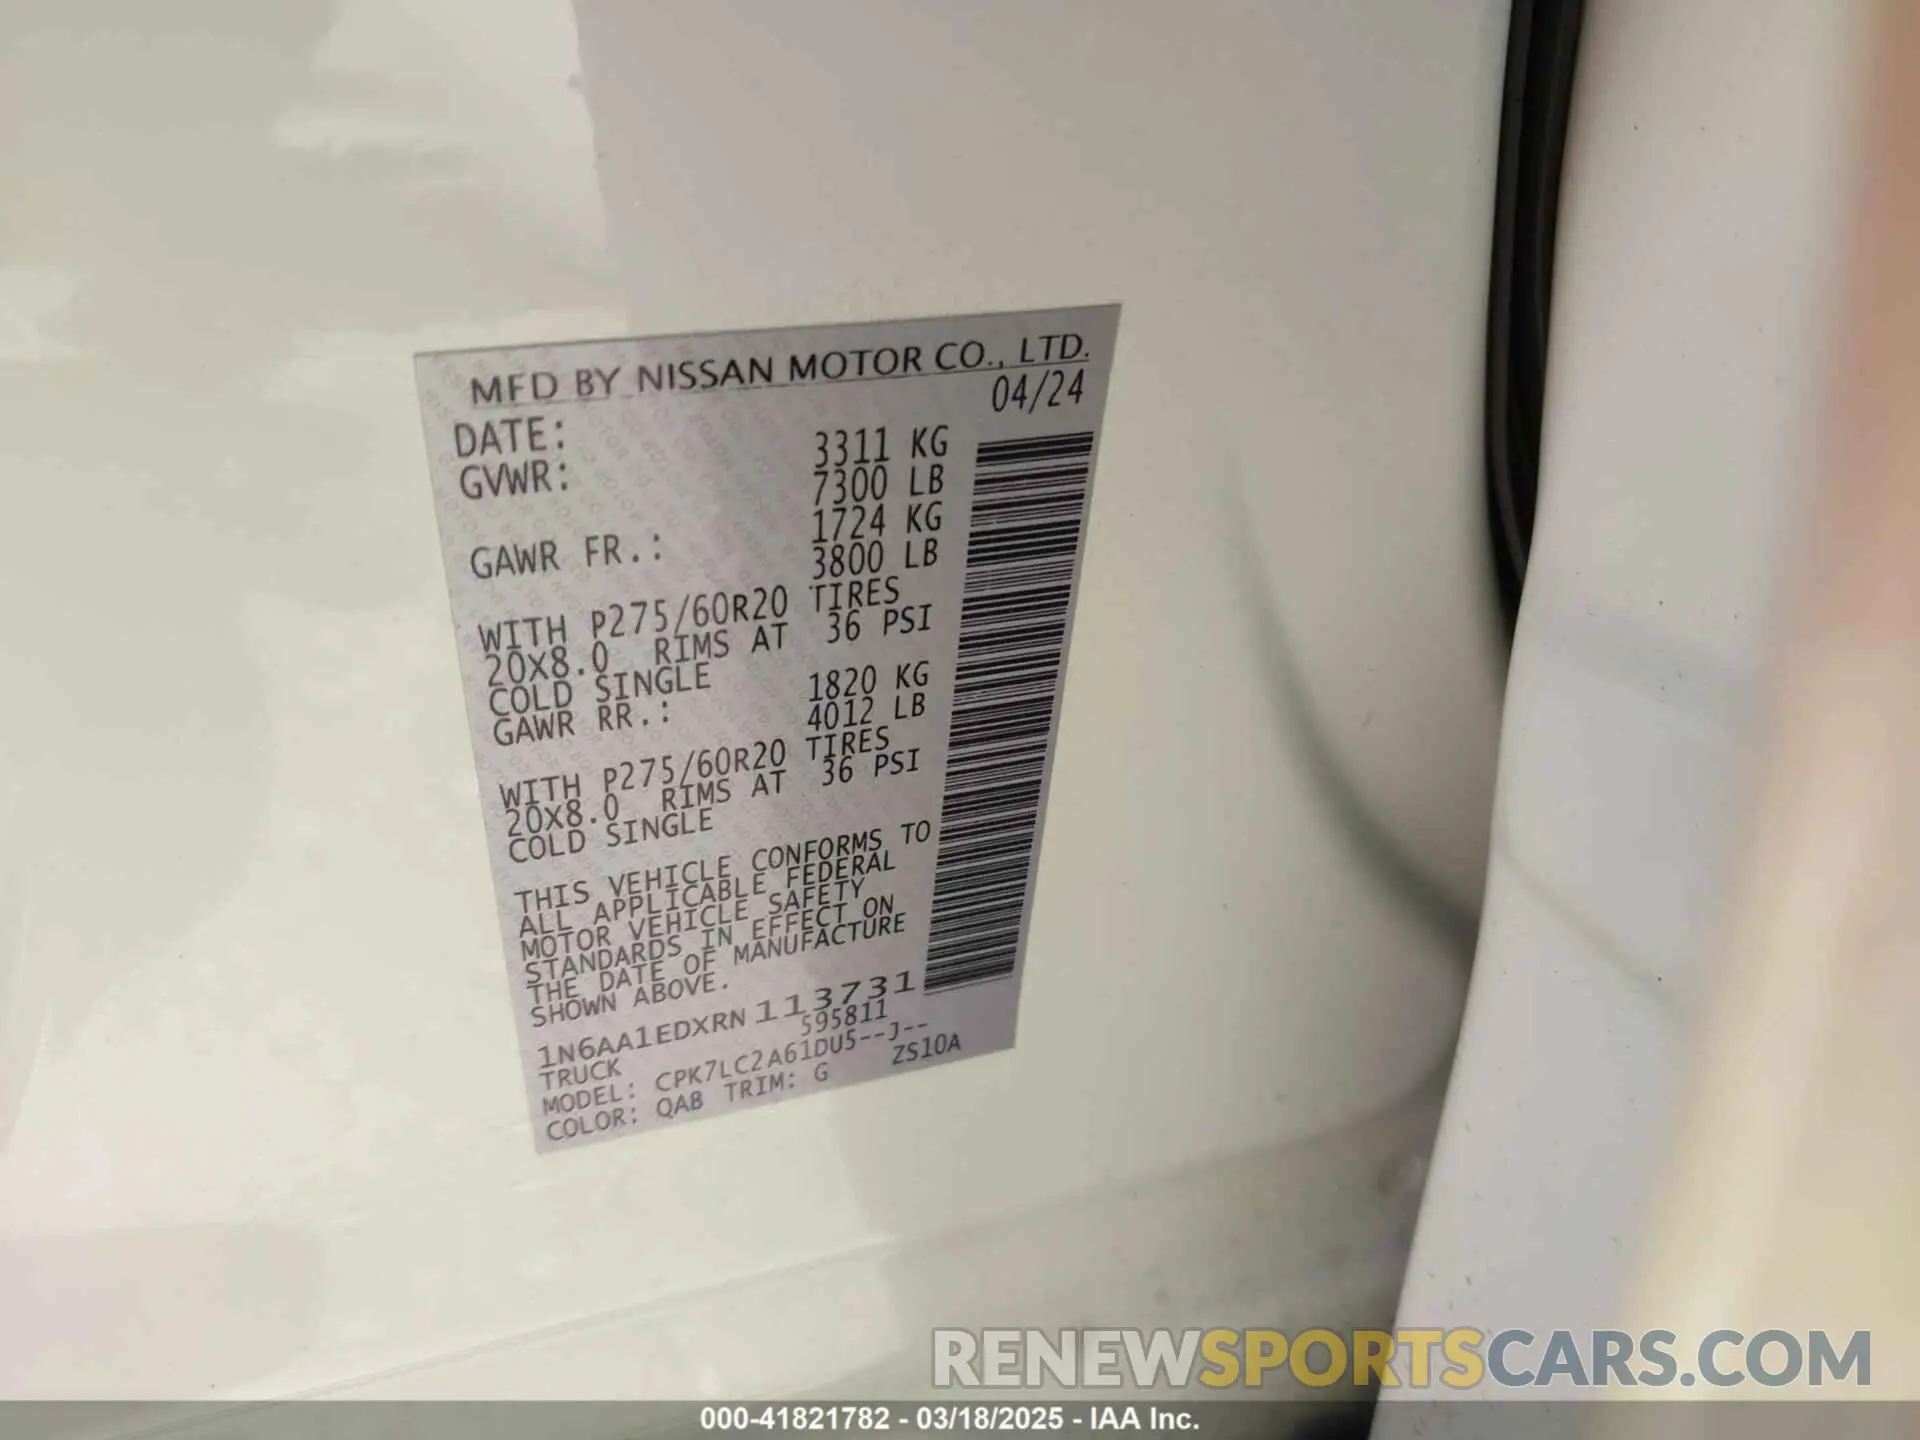 MFD BY NISSAN MOTOR CO., LTD.
DATE: 04/24
GVWR: 3311 KG
7300 LB
GAWR FR.: 1724 KG
3800 LB
WITH P275/60R20 TIRES
20X8.0 RIMS AT 36 PSI
COLD SINGLE
GAWR RR.: 1820 KG
4012 LB
WITH P275/60R20 TIRES
20X8.0 RIMS AT 36 PSI
COLD SINGLE
THIS VEHICLE CONFORMS TO
ALL APPLICABLE FEDERAL
MOTOR VEHICLE SAFETY
STANDARDS IN EFFECT ON
THE DATE OF MANUFACTURE
SHOWN ABOVE.
1N6AA1EDXRN113731
TRUCK 595811
MODEL: CPK7LC2A61DU5--J--
COLOR: QAB TRIM: G ZS10A
RENEWSPORTSCARS.COM
000-41821782 - 03/18/2025 - IAA Inc.